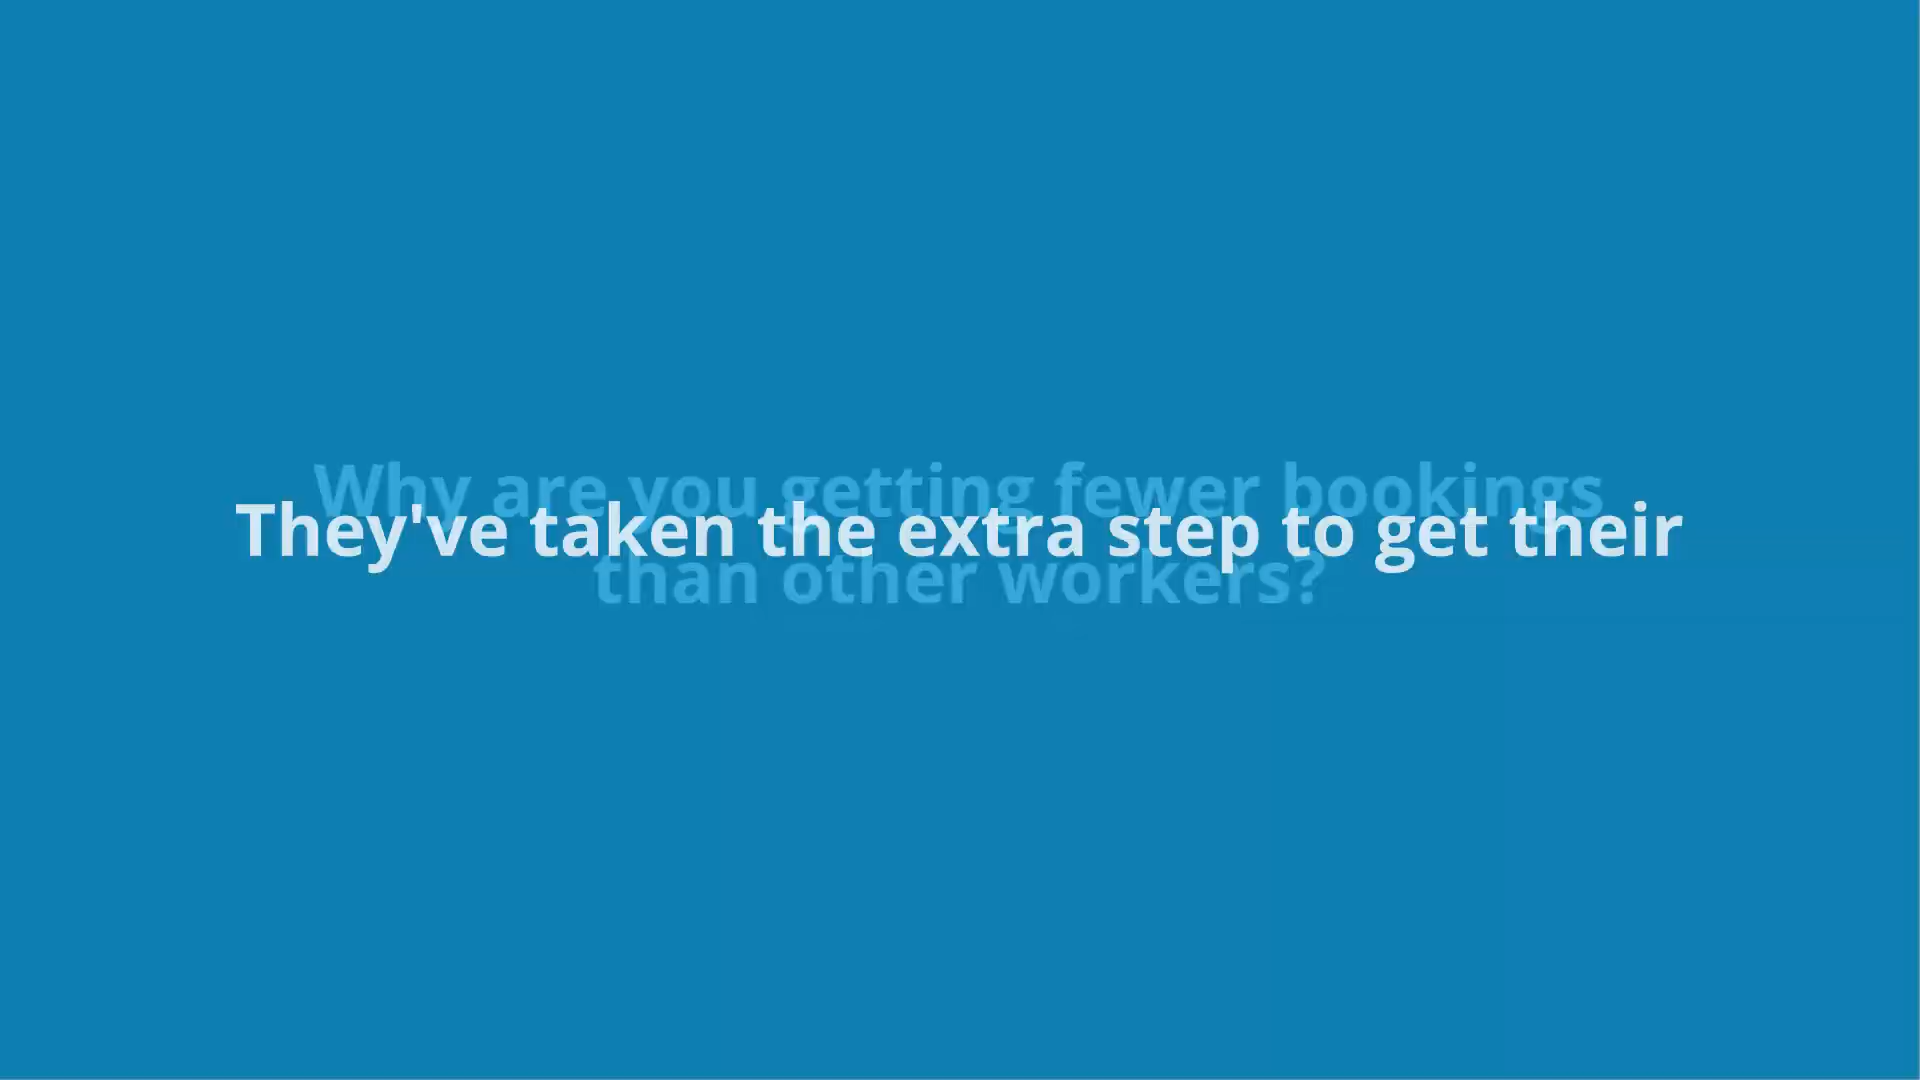 Why are you getting fewer bookings
They've taken the extra step to get their
than other workers?